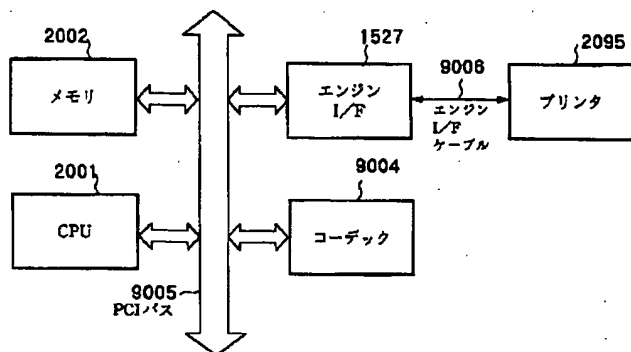 2002
メモリ
2001
CPU
9005
PCIバス
1527
エンジン
I/F
9006
エンジン
I/F
ケーブル
2095
プリンタ
9004
コーデック